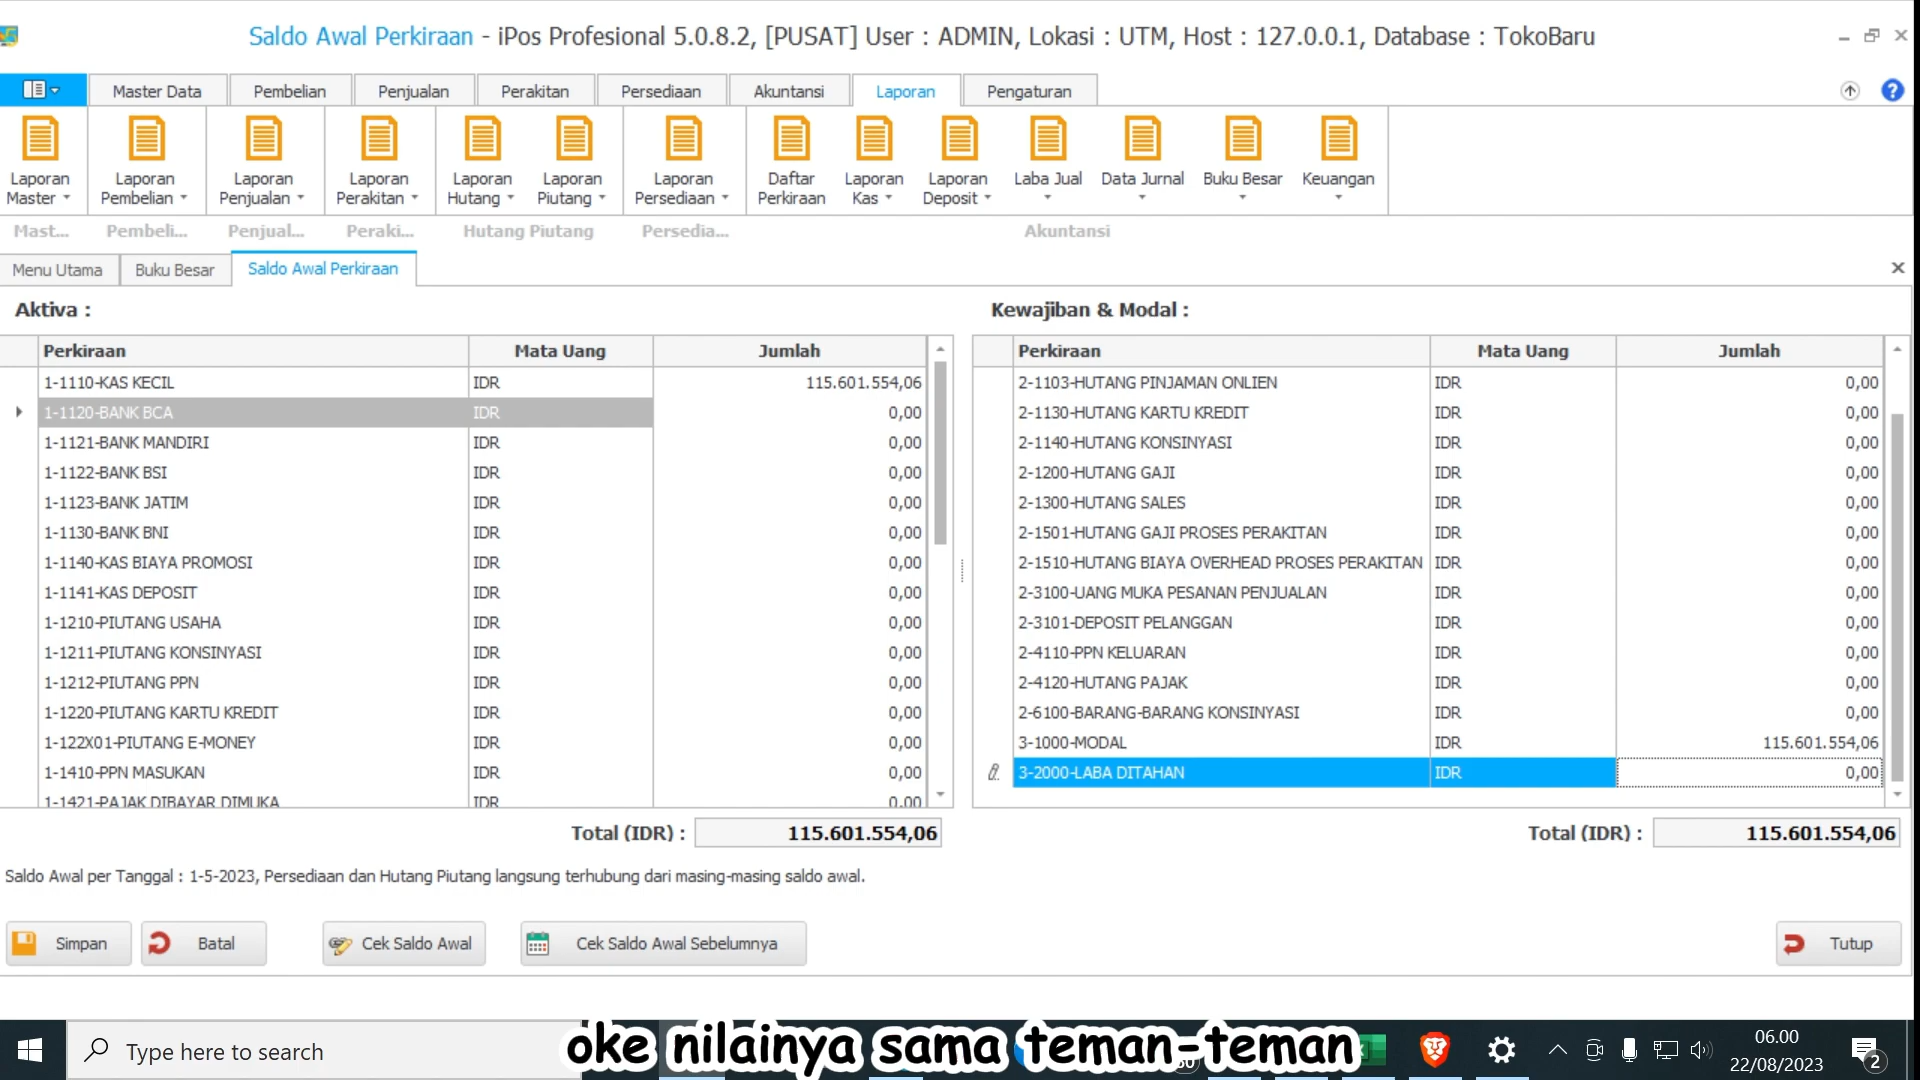 Saldo Awal Perkiraan - iPos Profesional 5.0.8.2, [PUSAT] User : ADMIN, Lokasi : UTM, Host : 127.0.0.1, Database : TokoBaru
Master Data Pembelian Penjualan Perakitan Persediaan Akuntansi Laporan Pengaturan
Laporan Master
Laporan Pembelian
Laporan Penjualan
Laporan Perakitan
Laporan Hutang
Laporan Piutang
Laporan Persediaan
Daftar Perkiraan
Laporan Kas
Laporan Deposit
Laba Jual
Data Jurnal
Buku Besar
Keuangan
Mast... Pembeli... Penjual... Peraki... Hutang Piutang Persedia... Akuntansi
Menu Utama Buku Besar Saldo Awal Perkiraan
Aktiva :
Perkiraan Mata Uang Jumlah
1-1110-KAS KECIL IDR 115.601.554,06
1-1120-BANK BCA IDR 0,00
1-1121-BANK MANDIRI IDR 0,00
1-1122-BANK BSI IDR 0,00
1-1123-BANK JATIM IDR 0,00
1-1130-BANK BNI IDR 0,00
1-1140-KAS BIAYA PROMOSI IDR 0,00
1-1141-KAS DEPOSIT IDR 0,00
1-1210-PIUTANG USAHA IDR 0,00
1-1211-PIUTANG KONSINYASI IDR 0,00
1-1212-PIUTANG PPN IDR 0,00
1-1220-PIUTANG KARTU KREDIT IDR 0,00
1-122X01-PIUTANG E-MONEY IDR 0,00
1-1410-PPN MASUKAN IDR 0,00
1-1421-PAJAK DIBAYAR DIMUKA IDR 0,00
Total (IDR) : 115.601.554,06
Kewajiban & Modal :
Perkiraan Mata Uang Jumlah
2-1103-HUTANG PINJAMAN ONLIEN IDR 0,00
2-1130-HUTANG KARTU KREDIT IDR 0,00
2-1140-HUTANG KONSINYASI IDR 0,00
2-1200-HUTANG GAJI IDR 0,00
2-1300-HUTANG SALES IDR 0,00
2-1501-HUTANG GAJI PROSES PERAKITAN IDR 0,00
2-1510-HUTANG BIAYA OVERHEAD PROSES PERAKITAN IDR 0,00
2-3100-UANG MUKA PESANAN PENJUALAN IDR 0,00
2-3101-DEPOSIT PELANGGAN IDR 0,00
2-4110-PPN KELUARAN IDR 0,00
2-4120-HUTANG PAJAK IDR 0,00
2-6100-BARANG-BARANG KONSINYASI IDR 0,00
3-1000-MODAL IDR 115.601.554,06
3-2000-LABA DITAHAN IDR 0,00
Total (IDR) : 115.601.554,06
Saldo Awal per Tanggal : 1-5-2023, Persediaan dan Hutang Piutang langsung terhubung dari masing-masing saldo awal.
Simpan Batal Cek Saldo Awal Cek Saldo Awal Sebelumnya Tutup
oke nilainya sama teman-teman
Type here to search
06.00
22/08/2023
2